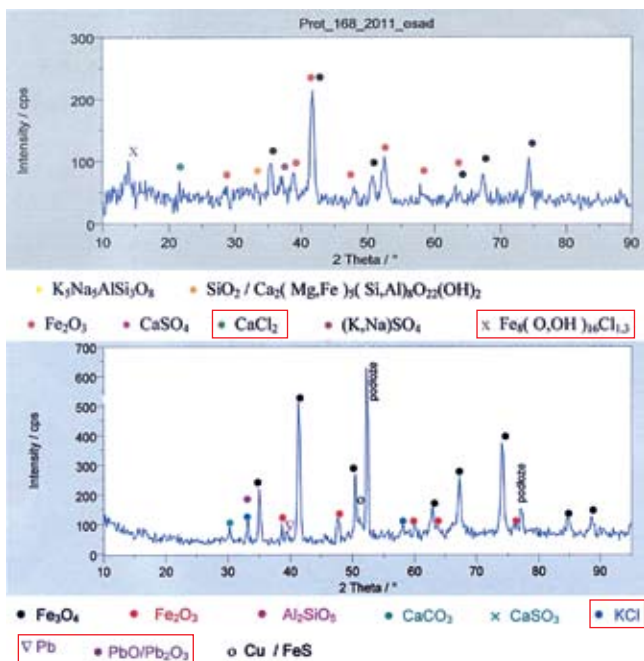 Prot_168_2011_osad
300
200
100
0
Intensity / cps
X
10 20 30 40 50 60 70 80 90
2 Theta / °
K₅Na₅AlSi₃O₈ SiO₂ / Ca₂( Mg,Fe )₅( Si,Al)8O₂₂(OH)₂
Fe₂O₃ CaSO₄ CaCl₂ (K,Na)SO₄ X Fe₈( O,OH )₁₆Cl₁,₃
700
600
500
400
300
200
100
0
Intensity / cps
podłoże
podłoże
10 20 30 40 50 60 70 80 90
2 Theta / °
Fe₃O₄ Fe₂O₃ Al₂SiO₅ CaCO₃ × CaSO₃ KCl
∇ Pb PbO/Pb₂O₃ o Cu / FeS